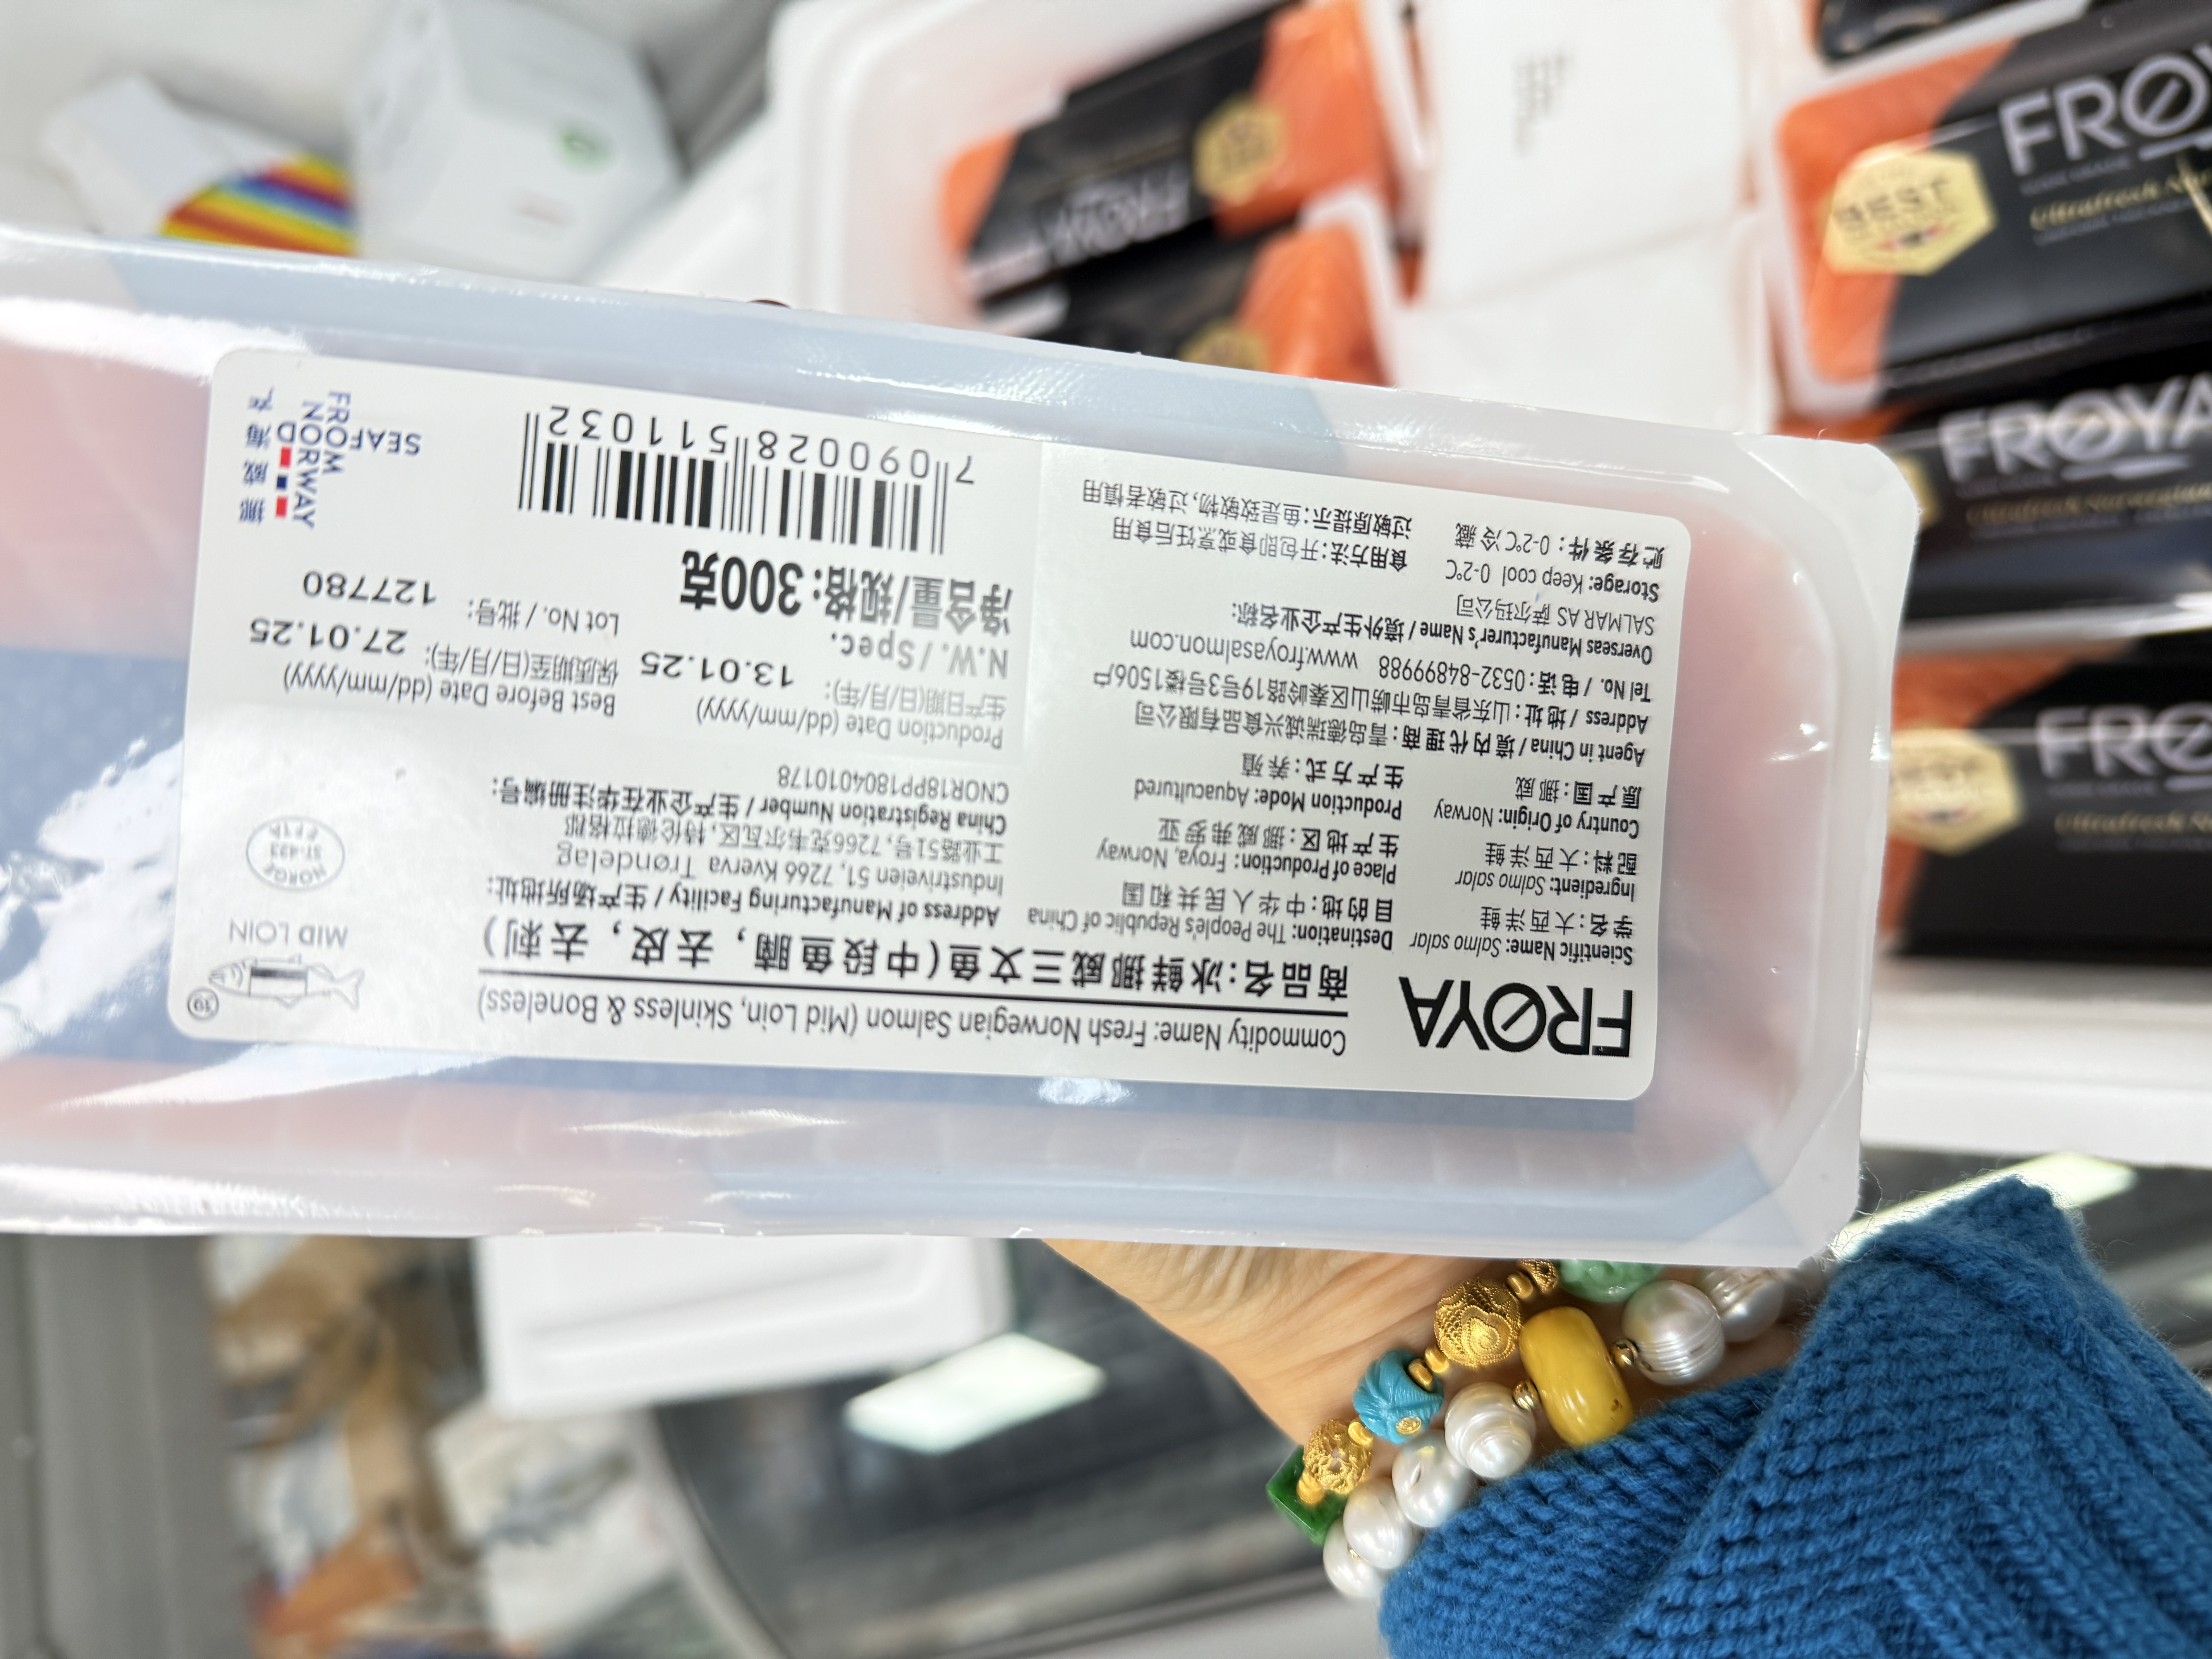 FRØYA
Commodity Name: Fresh Norwegian Salmon (Mid Loin, Skinless & Boneless)
商品名:冰鲜挪威三文鱼(中段鱼腩，去皮，去刺)
Scientific Name: Salmo salar
学名:大西洋鲑
Ingredient: Salmo salar
配料:大西洋鲑
Country of Origin: Norway
原产国:挪威
Destination: The People's Republic of China
目的地:中华人民共和国
Place of Production: Froya, Norway
生产地区:挪威弗罗亚
Production Mode: Aquacultured
生产方式:养殖
Agent in China / 境内代理商:青岛德瑞诚兴食品有限公司
Address / 地址:山东省青岛市崂山区秦岭路19号3号楼1506户
Tel No. / 电话:0532-84899988 www.froyasalmon.com
Overseas Manufacturer's Name / 境外生产企业名称:
SALMAR AS 萨尔玛公司
Storage: Keep cool 0-2°C
贮存条件:0-2°C冷藏
食用方法:开包即食或烹饪后食用
过敏原提示:鱼是致敏物,过敏者慎用
Address of Manufacturing Facility / 生产场所地址:
Industriveien 51, 7266 Kverva Trøndelag
工业路51号,7266克韦尔瓦区,特伦德拉格郡
China Registration Number / 生产企业在华注册编号:
CNOR18PP1804010178
Production Date (dd/mm/yyyy)
生产日期(日/月/年): 13.01.25
Best Before Date (dd/mm/yyyy)
保质期至(日/月/年): 27.01.25
Lot No. / 批号: 127780
N.W. / Spec.
净含量/规格:300克
7 090028 511032
39
MID LOIN
NORGE
ST-423
EFTA
SEAFOOD
FROM
NORWAY
挪威海产
FRØYA
BEST
FRØYA
FRØYA